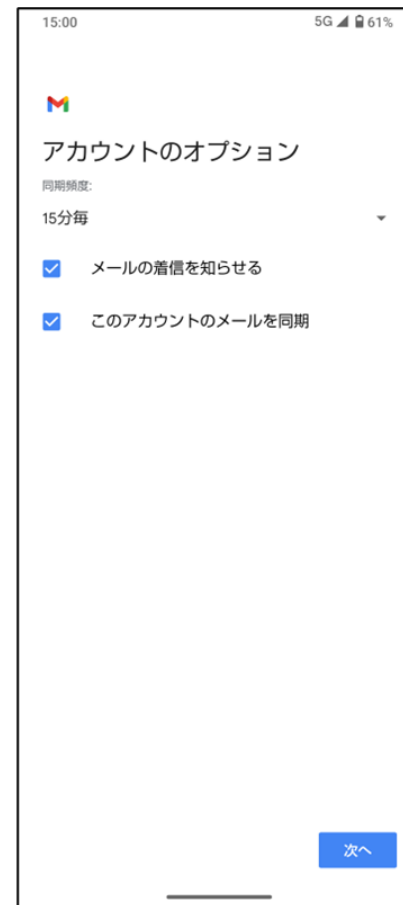 15:00 5G 61%
アカウントのオプション
同期頻度:
15分毎
メールの着信を知らせる
このアカウントのメールを同期
次へ